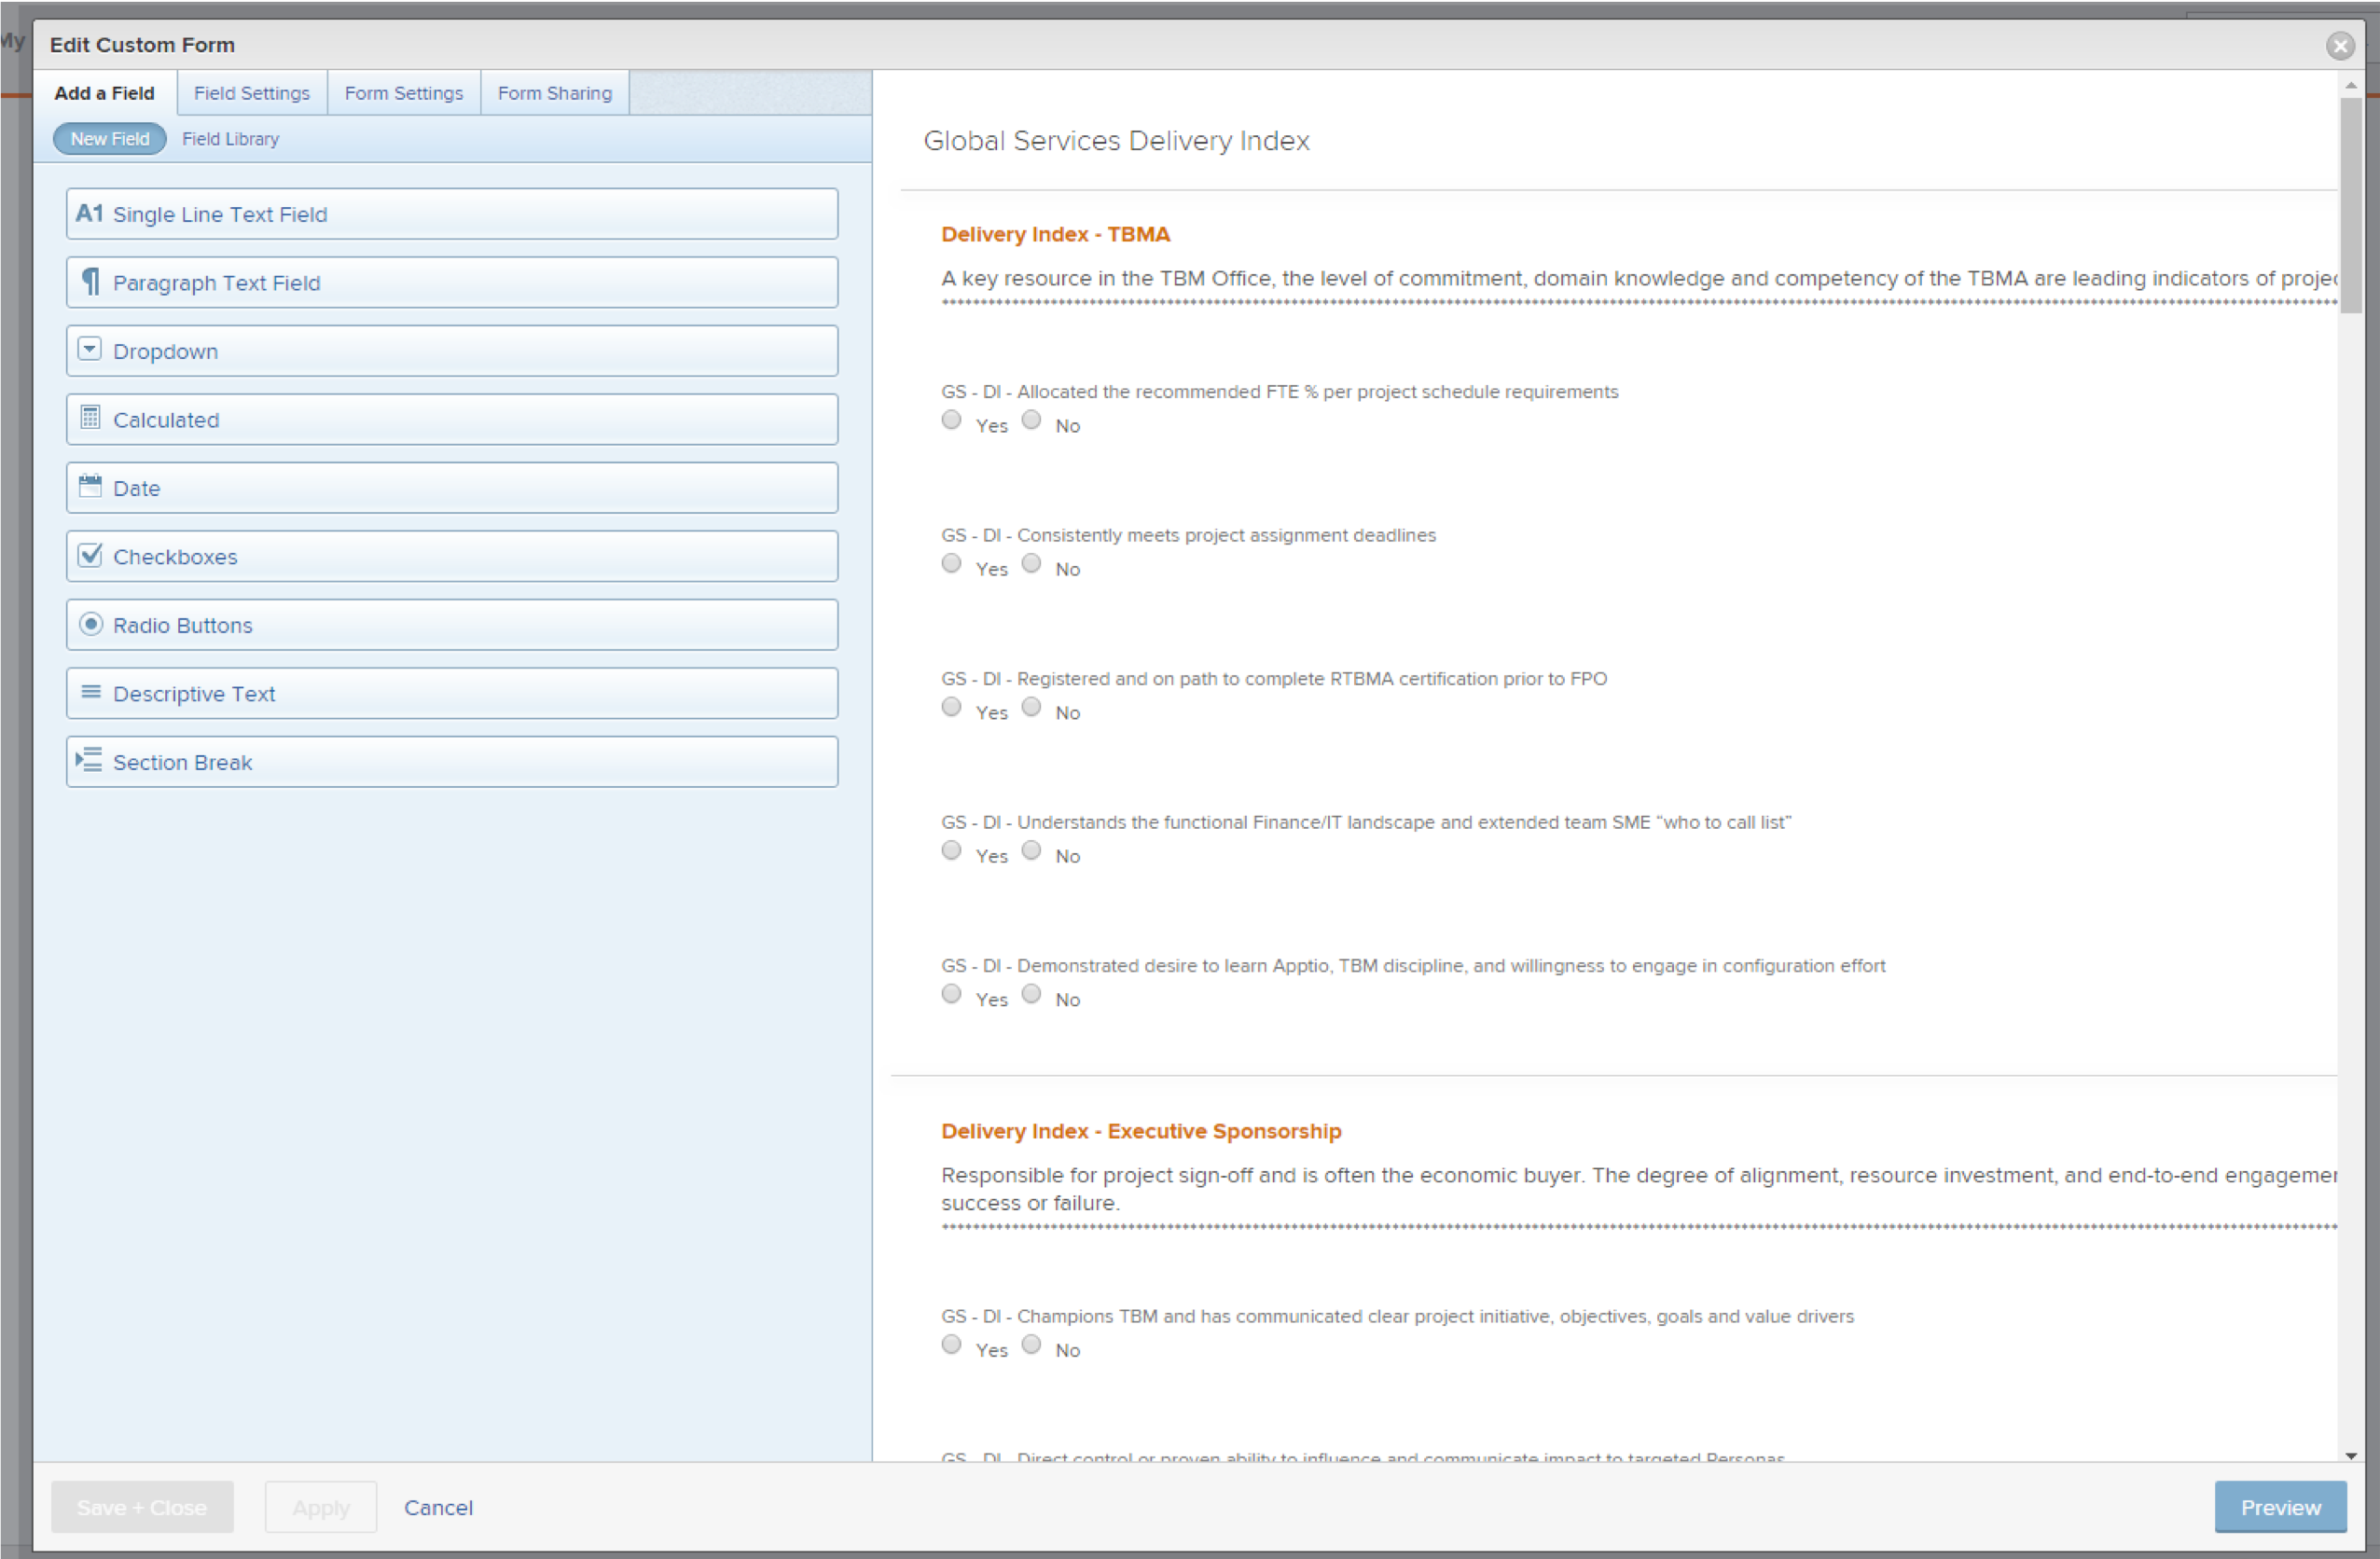 My
Edit Custom Form
Add a Field
Field Settings
Form Settings
Form Sharing
New Field
Field Library
A1 Single Line Text Field
¶ Paragraph Text Field
Dropdown
Calculated
Date
Checkboxes
Radio Buttons
Descriptive Text
Section Break
Global Services Delivery Index
Delivery Index - TBMA
A key resource in the TBM Office, the level of commitment, domain knowledge and competency of the TBMA are leading indicators of projec
GS - DI - Allocated the recommended FTE % per project schedule requirements
Yes No
GS - DI - Consistently meets project assignment deadlines
Yes No
GS - DI - Registered and on path to complete RTBMA certification prior to FPO
Yes No
GS - DI - Understands the functional Finance/IT landscape and extended team SME “who to call list”
Yes No
GS - DI - Demonstrated desire to learn Apptio, TBM discipline, and willingness to engage in configuration effort
Yes No
Delivery Index - Executive Sponsorship
Responsible for project sign-off and is often the economic buyer. The degree of alignment, resource investment, and end-to-end engagemen
success or failure.
GS - DI - Champions TBM and has communicated clear project initiative, objectives, goals and value drivers
Yes No
GS - DI - Direct control or proven ability to influence and communicate impact to targeted Personas
Save + Close
Apply
Cancel
Preview